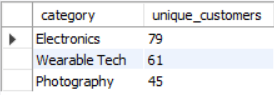 category unique_customers
Electronics 79
Wearable Tech 61
Photography 45